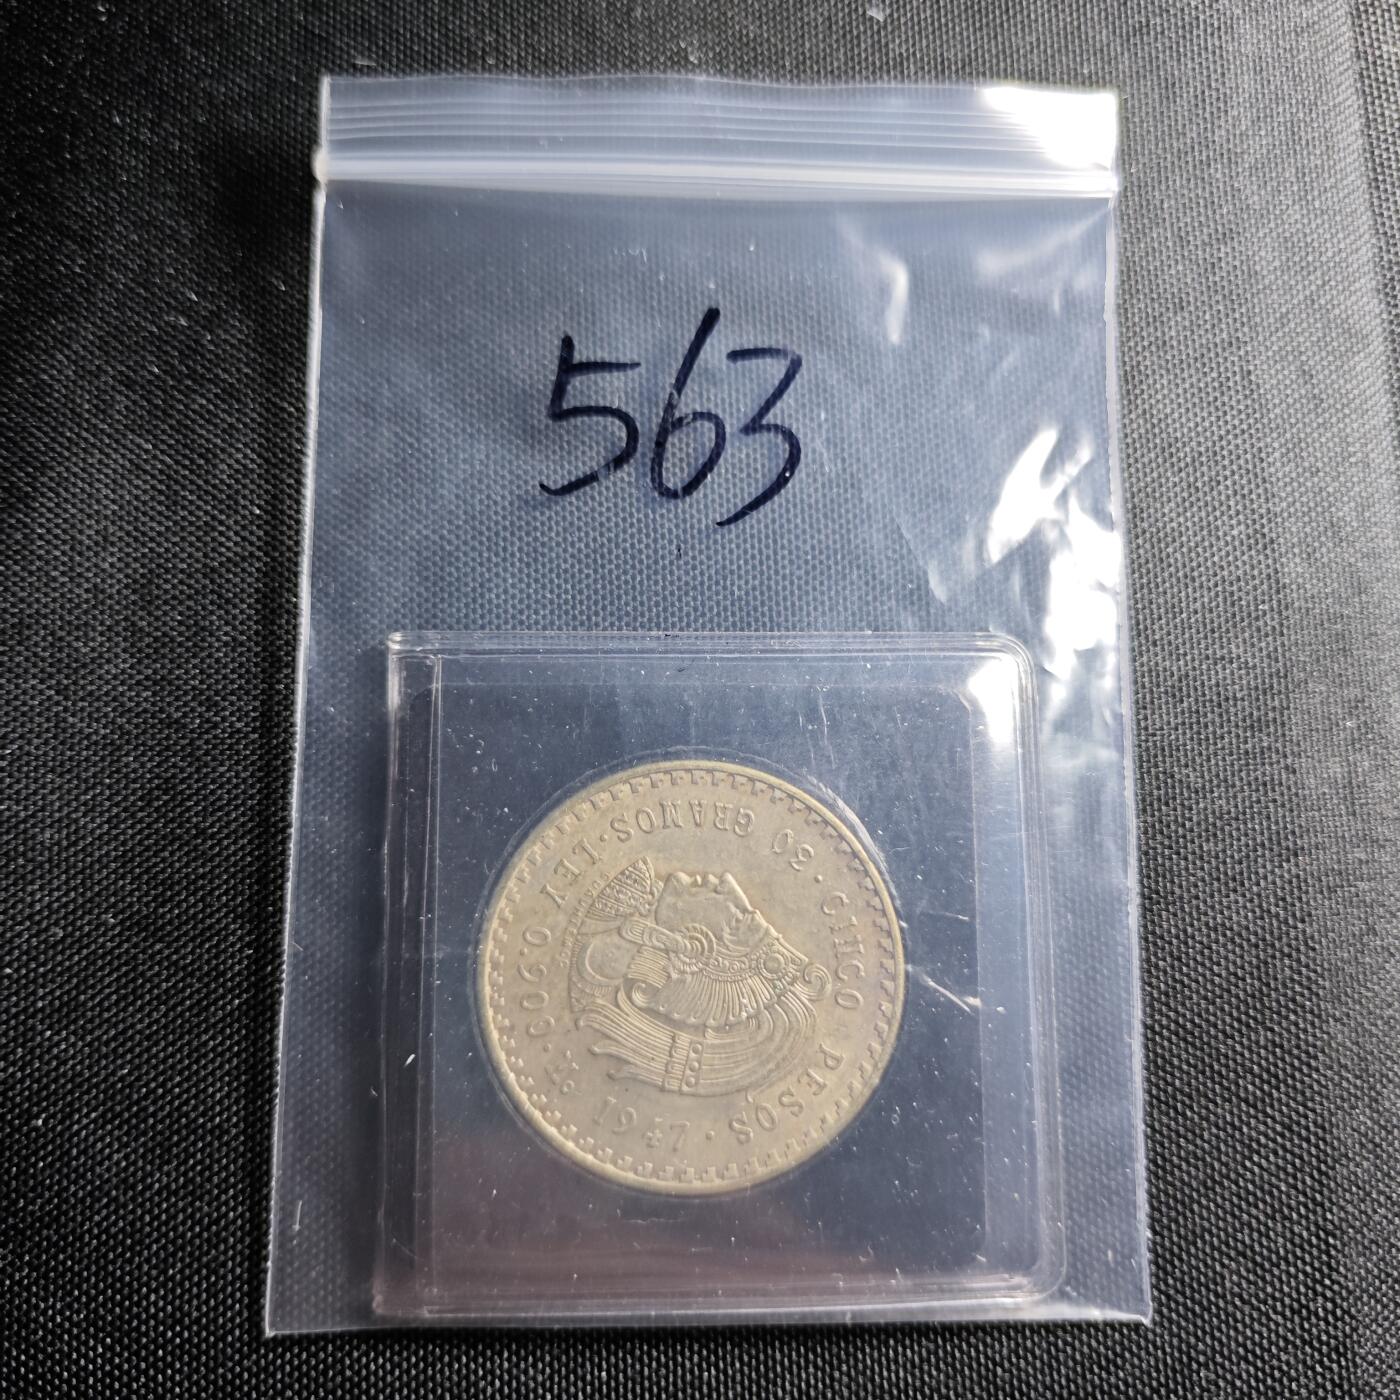 563
CINCO PESOS · 1947 · Mo · 30 GRAMOS · LEY 0.900 ·